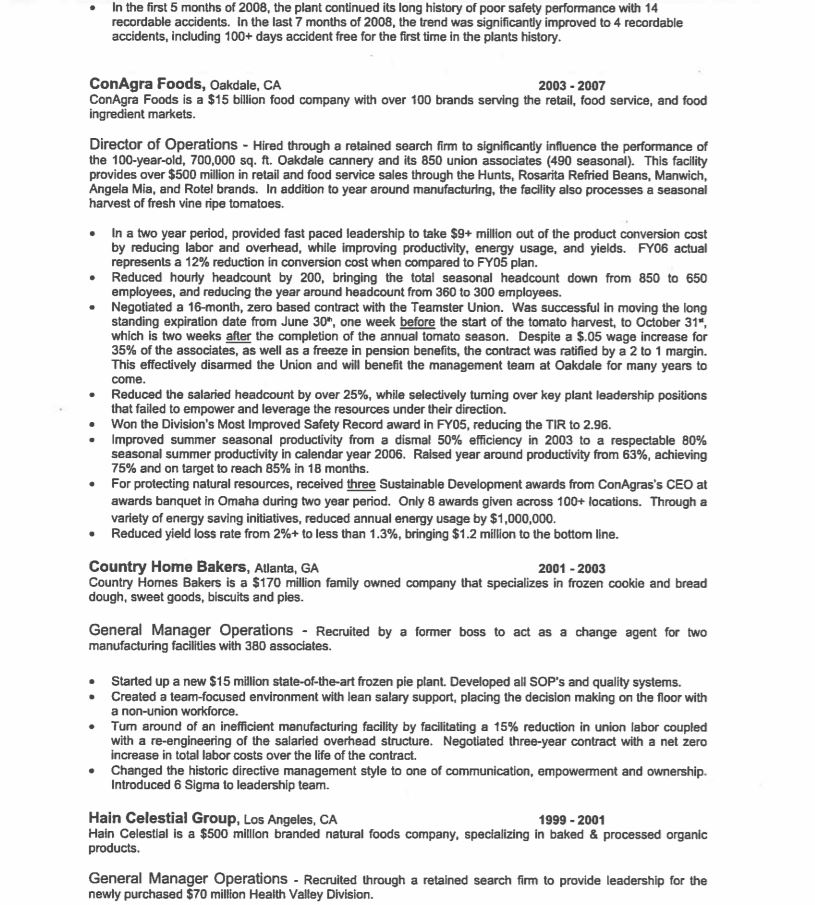 • In the first 5 months of 2008, the plant continued its long history of poor safety performance with 14
recordable accidents. In the last 7 months of 2008, the trend was significantly improved to 4 recordable
accidents, including 100+ days accident free for the first time in the plants history.
ConAgra Foods, Oakdale, CA 2003 - 2007
ConAgra Foods is a $15 billion food company with over 100 brands serving the retail, food service, and food
ingredient markets.
Director of Operations - Hired through a retained search firm to significantly influence the performance of
the 100-year-old, 700,000 sq. ft. Oakdale cannery and its 850 union associates (490 seasonal). This facility
provides over $500 million in retail and food service sales through the Hunts, Rosarita Refried Beans, Manwich,
Angela Mia, and Rotel brands. In addition to year around manufacturing, the facility also processes a seasonal
harvest of fresh vine ripe tomatoes.
• In a two year period, provided fast paced leadership to take $9+ million out of the product conversion cost
by reducing labor and overhead, while improving productivity, energy usage, and yields. FY06 actual
represents a 12% reduction in conversion cost when compared to FY05 plan.
• Reduced hourly headcount by 200, bringing the total seasonal headcount down from 850 to 650
employees, and reducing the year around headcount from 360 to 300 employees.
• Negotiated a 16-month, zero based contract with the Teamster Union. Was successful in moving the long
standing expiration date from June 30th, one week before the start of the tomato harvest, to October 31st,
which is two weeks after the completion of the annual tomato season. Despite a $.05 wage increase for
35% of the associates, as well as a freeze in pension benefits, the contract was ratified by a 2 to 1 margin.
This effectively disarmed the Union and will benefit the management team at Oakdale for many years to
come.
• Reduced the salaried headcount by over 25%, while selectively turning over key plant leadership positions
that failed to empower and leverage the resources under their direction.
• Won the Division's Most Improved Safety Record award in FY05, reducing the TIR to 2.96.
• Improved summer seasonal productivity from a dismal 50% efficiency in 2003 to a respectable 80%
seasonal summer productivity in calendar year 2006. Raised year around productivity from 63%, achieving
75% and on target to reach 85% in 18 months.
• For protecting natural resources, received three Sustainable Development awards from ConAgras's CEO at
awards banquet in Omaha during two year period. Only 8 awards given across 100+ locations. Through a
variety of energy saving initiatives, reduced annual energy usage by $1,000,000.
• Reduced yield loss rate from 2%+ to less than 1.3%, bringing $1.2 million to the bottom line.
Country Home Bakers, Atlanta, GA 2001 - 2003
Country Homes Bakers is a $170 million family owned company that specializes in frozen cookie and bread
dough, sweet goods, biscuits and pies.
General Manager Operations - Recruited by a former boss to act as a change agent for two
manufacturing facilities with 380 associates.
• Started up a new $15 million state-of-the-art frozen pie plant. Developed all SOP's and quality systems.
• Created a team-focused environment with lean salary support, placing the decision making on the floor with
a non-union workforce.
• Turn around of an inefficient manufacturing facility by facilitating a 15% reduction in union labor coupled
with a re-engineering of the salaried overhead structure. Negotiated three-year contract with a net zero
increase in total labor costs over the life of the contract.
• Changed the historic directive management style to one of communication, empowerment and ownership.
Introduced 6 Sigma to leadership team.
Hain Celestial Group, Los Angeles, CA 1999 - 2001
Hain Celestial is a $500 million branded natural foods company, specializing in baked & processed organic
products.
General Manager Operations - Recruited through a retained search firm to provide leadership for the
newly purchased $70 million Health Valley Division.